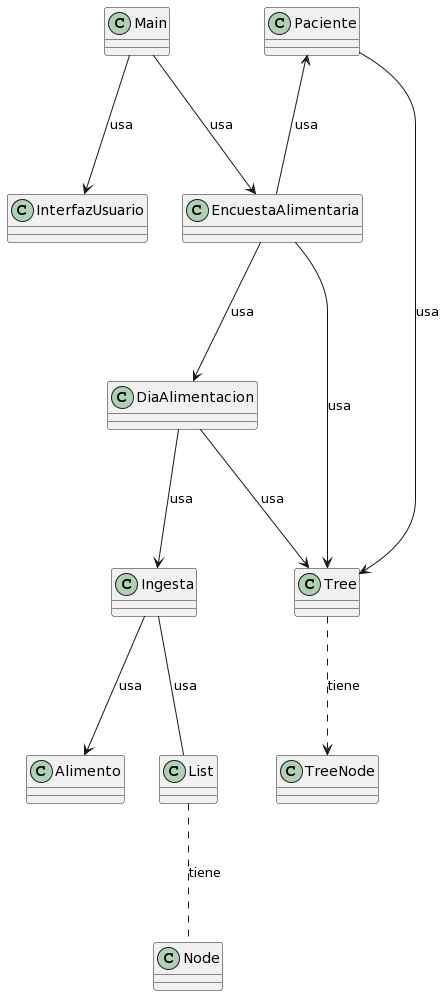 C Main
C Paciente
usa
usa
usa
C InterfazUsuario
C EncuestaAlimentaria
usa
usa
usa
C DiaAlimentacion
usa
usa
C Ingesta
C Tree
usa
usa
tiene
C Alimento
C List
C TreeNode
tiene
C Node